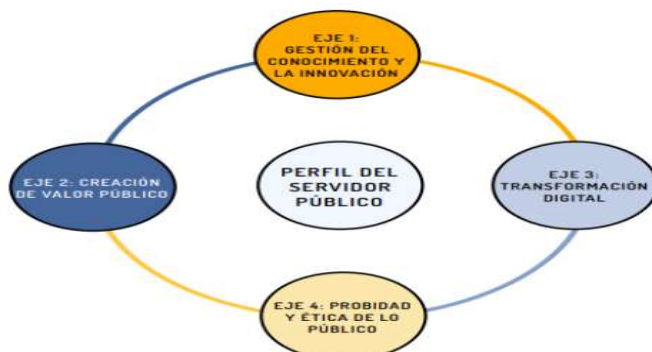 EJE 1:
GESTIÓN DEL
CONOCIMIENTO Y
LA INNOVACIÓN
EJE 2: CREACIÓN
DE VALOR PÚBLICO
PERFIL DEL
SERVIDOR
PÚBLICO
EJE 3:
TRANSFORMACIÓN
DIGITAL
EJE 4: PROBIDAD
Y ÉTICA DE LO
PÚBLICO